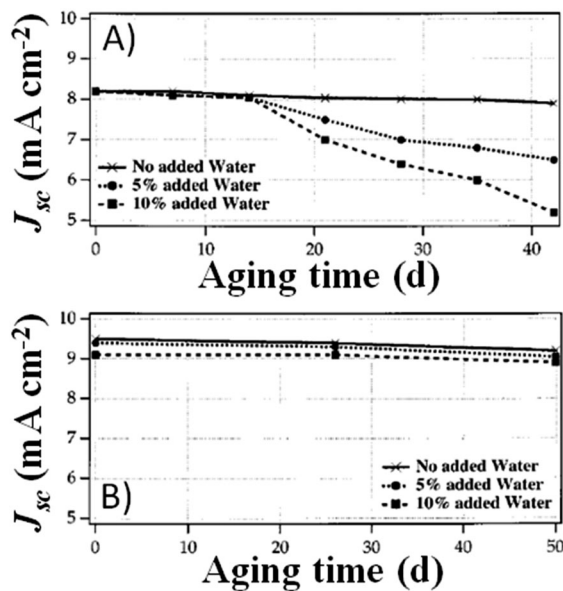 A)
10
9
8
7
6
5
J_sc (mA cm⁻²)
No added Water
5% added Water
10% added Water
0 10 20 30 40
Aging time (d)
10
9
8
7
6
5
J_sc (mA cm⁻²)
No added Water
5% added Water
10% added Water
B)
0 10 20 30 40 50
Aging time (d)